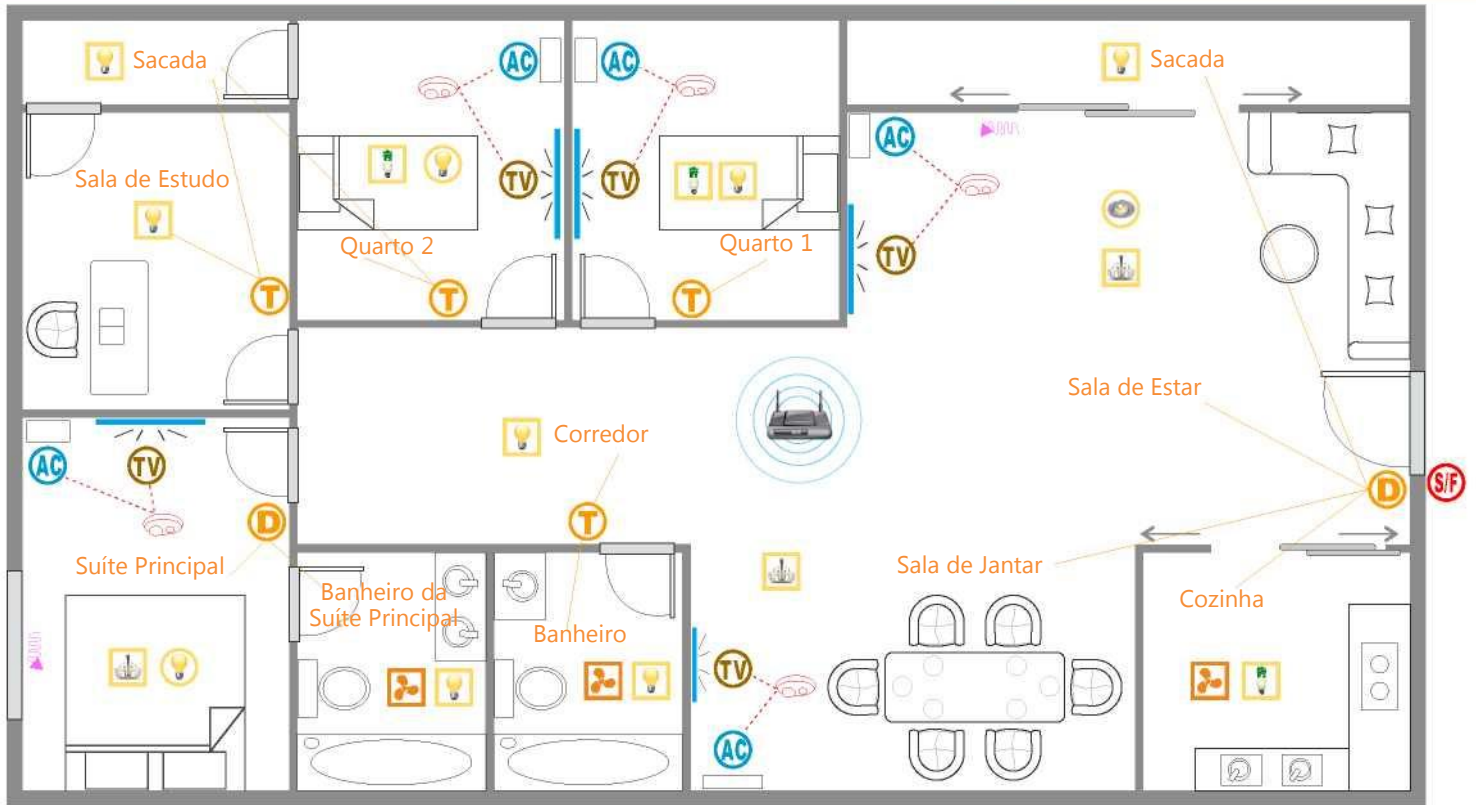 Sacada
AC
AC
Sacada
AC
Sala de Estudo
TV
TV
Quarto 2
Quarto 1
TV
T
T
T
Sala de Estar
Corredor
AC
TV
D
S/F
D
T
Suíte Principal
Banheiro da
Suíte Principal
Banheiro
Sala de Jantar
Cozinha
TV
AC